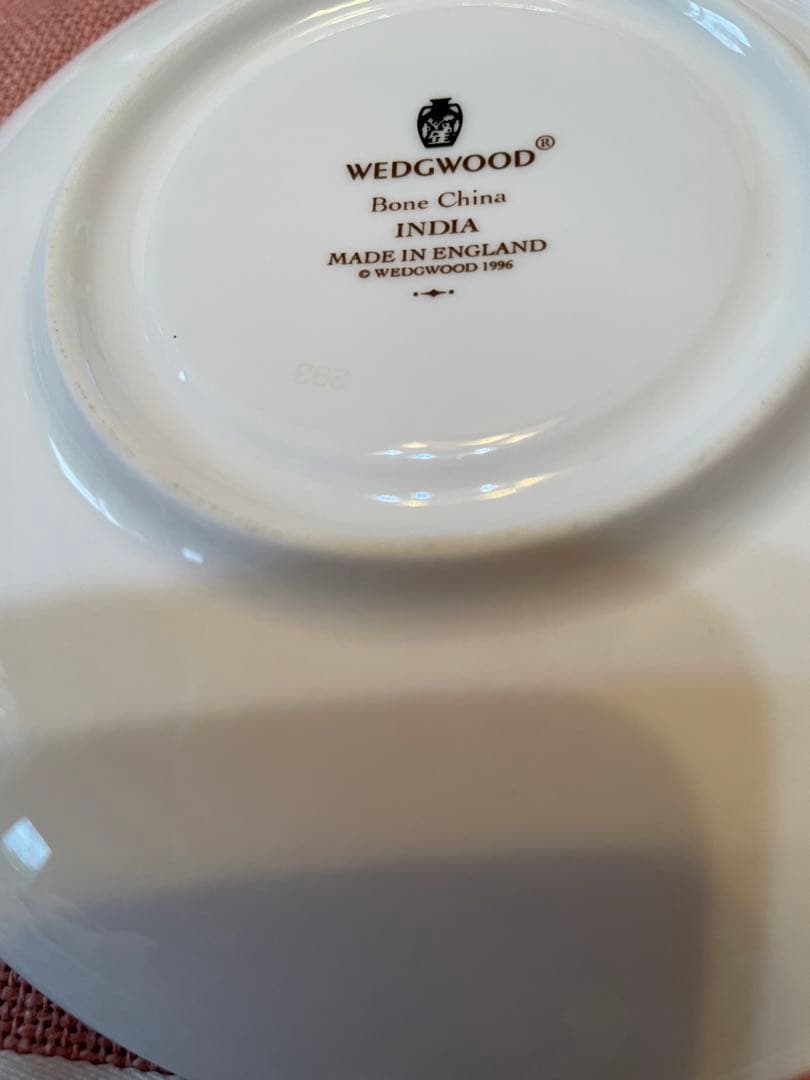 WEDGWOOD®
Bone China
INDIA
MADE IN ENGLAND
© WEDGWOOD 1996